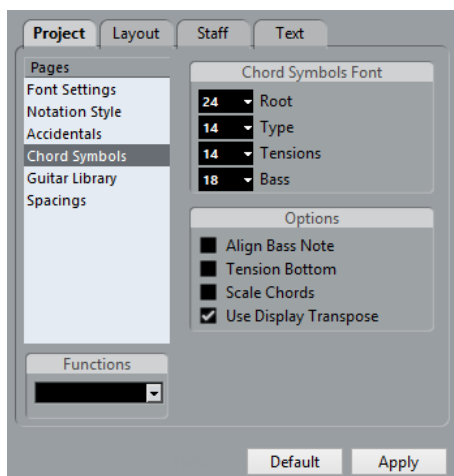 Project Layout Staff Text
Pages
Font Settings
Notation Style
Accidentals
Chord Symbols
Guitar Library
Spacings
Functions
Chord Symbols Font
24 Root
14 Type
14 Tensions
18 Bass
Options
Align Bass Note
Tension Bottom
Scale Chords
Use Display Transpose
Default Apply